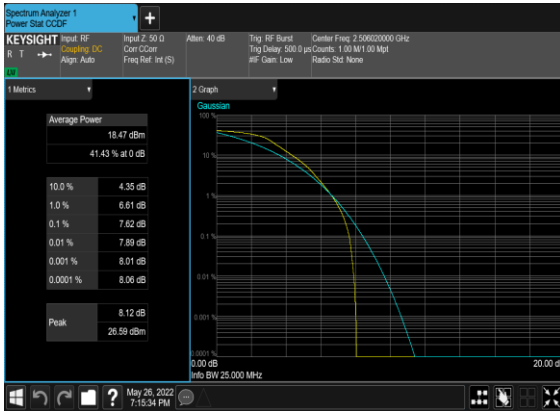 Spectrum Analyzer 1
Power Stat CCDF
+
KEYSIGHT
R T
LW
Input: RF
Coupling: DC
Align: Auto
Input Z: 50 Ω
Corr CCorr
Freq Ref: Int (S)
Atten: 40 dB
Trig: RF Burst
Trig Delay: 500.0 µs
#IF Gain: Low
Center Freq: 2.506020000 GHz
Counts: 1.00 M/1.00 Mpt
Radio Std: None
1 Metrics
Average Power
18.47 dBm
41.43 % at 0 dB
10.0 % 4.35 dB
1.0 % 6.61 dB
0.1 % 7.62 dB
0.01 % 7.89 dB
0.001 % 8.01 dB
0.0001 % 8.06 dB
Peak
8.12 dB
26.59 dBm
2 Graph
Gaussian
100 %
10 %
1 %
0.1 %
0.01 %
0.001 %
0.0001 %
0.00 dB
20.00 d
Info BW 25.000 MHz
?
May 26, 2022
7:15:34 PM